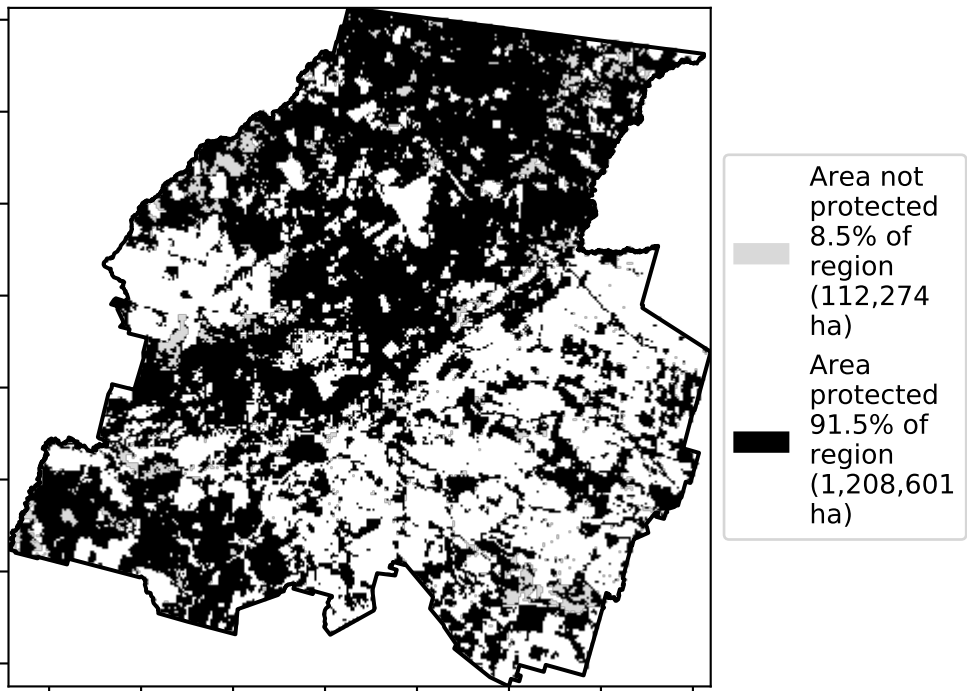 Area not
protected
8.5% of
region
(112,274
ha)
Area
protected
91.5% of
region
(1,208,601
ha)